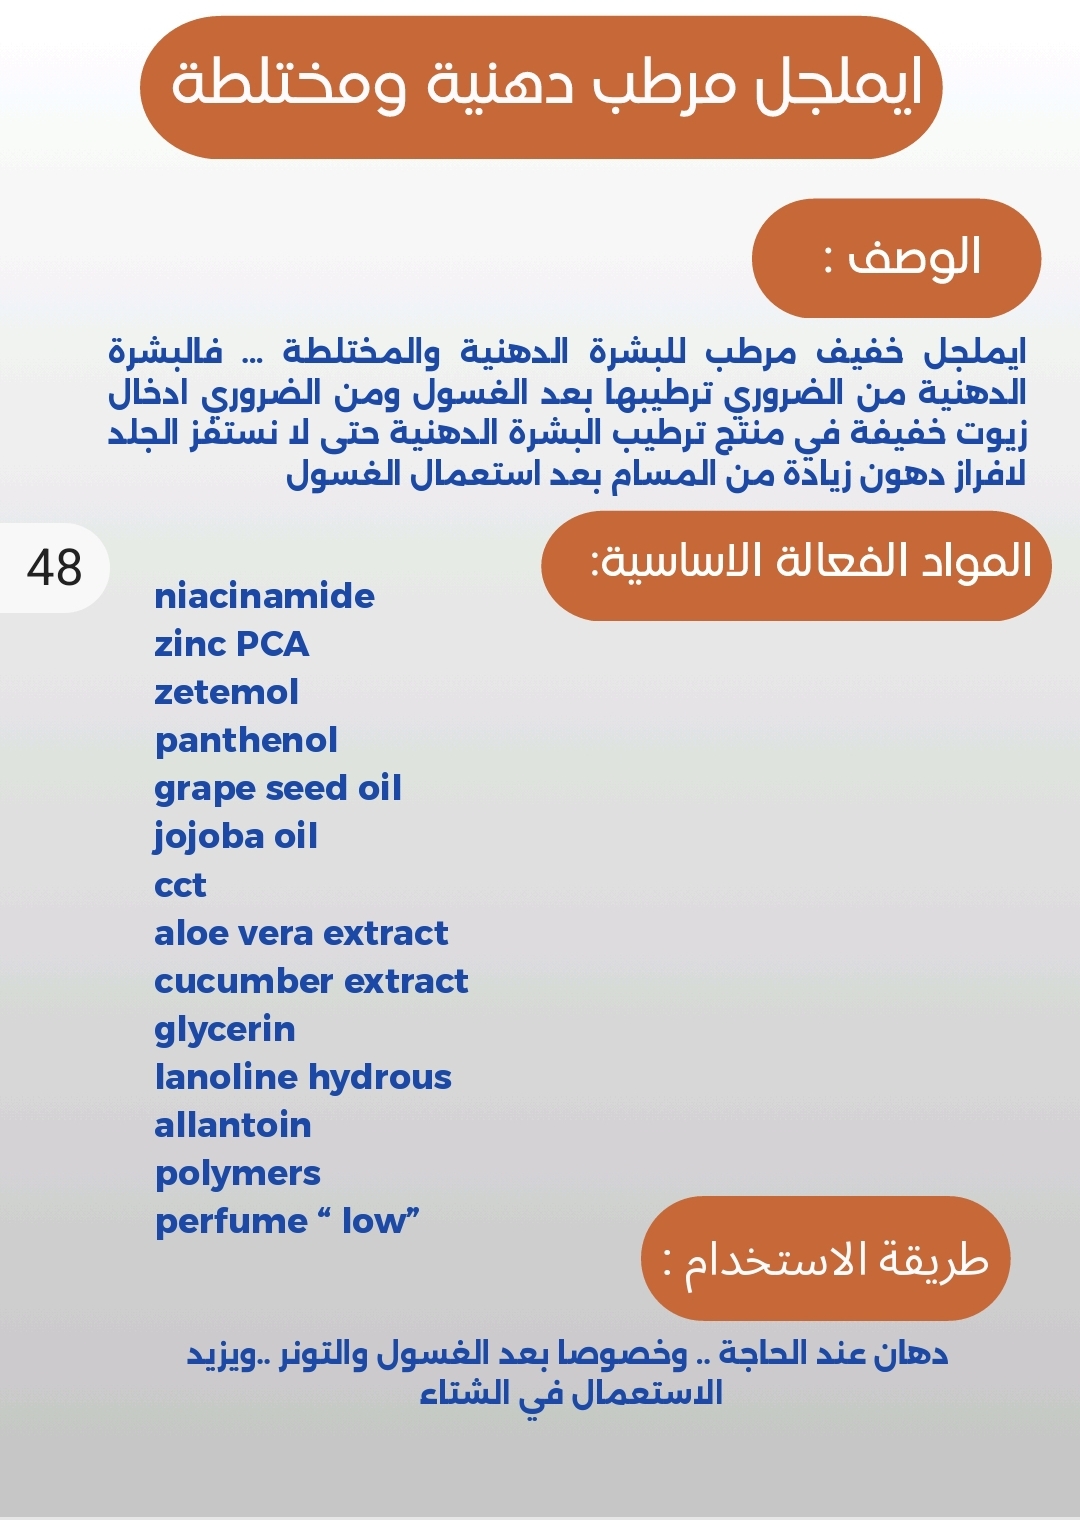 ايملجل مرطب دهنية ومختلطة
الوصف :
ايملجل خفيف مرطب للبشرة الدهنية والمختلطة ... فالبشرة
الدهنية من الضروري ترطيبها بعد الغسول ومن الضروري ادخال
زيوت خفيفة في منتج ترطيب البشرة الدهنية حتى لا نستفز الجلد
لافراز دهون زيادة من المسام بعد استعمال الغسول
المواد الفعالة الاساسية:
48
niacinamide
zinc PCA
zetemol
panthenol
grape seed oil
jojoba oil
cct
aloe vera extract
cucumber extract
glycerin
lanoline hydrous
allantoin
polymers
perfume “ low”
طريقة الاستخدام :
دهان عند الحاجة .. وخصوصا بعد الغسول والتونر ..ويزيد
الاستعمال في الشتاء